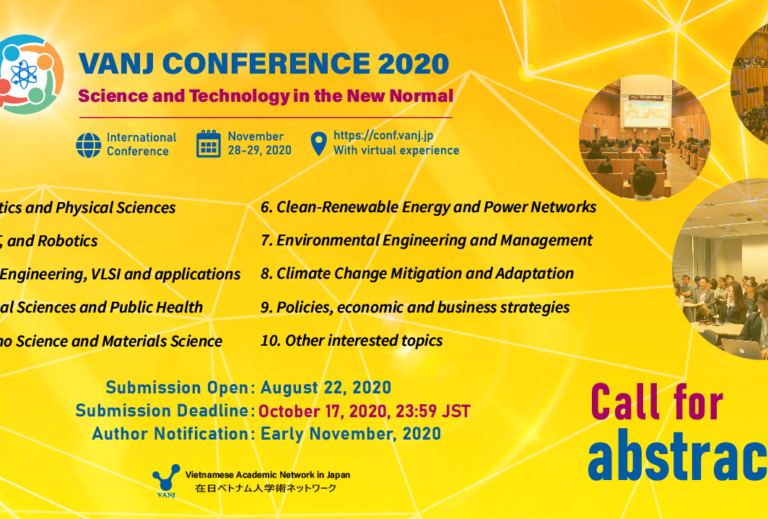 VANJ CONFERENCE 2020
Science and Technology in the New Normal
International
Conference
November
28-29, 2020
https://conf.vanj.jp
With virtual experience
tics and Physical Sciences
, and Robotics
Engineering, VLSI and applications
al Sciences and Public Health
no Science and Materials Science
6. Clean-Renewable Energy and Power Networks
7. Environmental Engineering and Management
8. Climate Change Mitigation and Adaptation
9. Policies, economic and business strategies
10. Other interested topics
Submission Open: August 22, 2020
Submission Deadline: October 17, 2020, 23:59 JST
Author Notification: Early November, 2020
Call for
abstrac
VANJ
Vietnamese Academic Network in Japan
在日ベトナム人学術ネットワーク